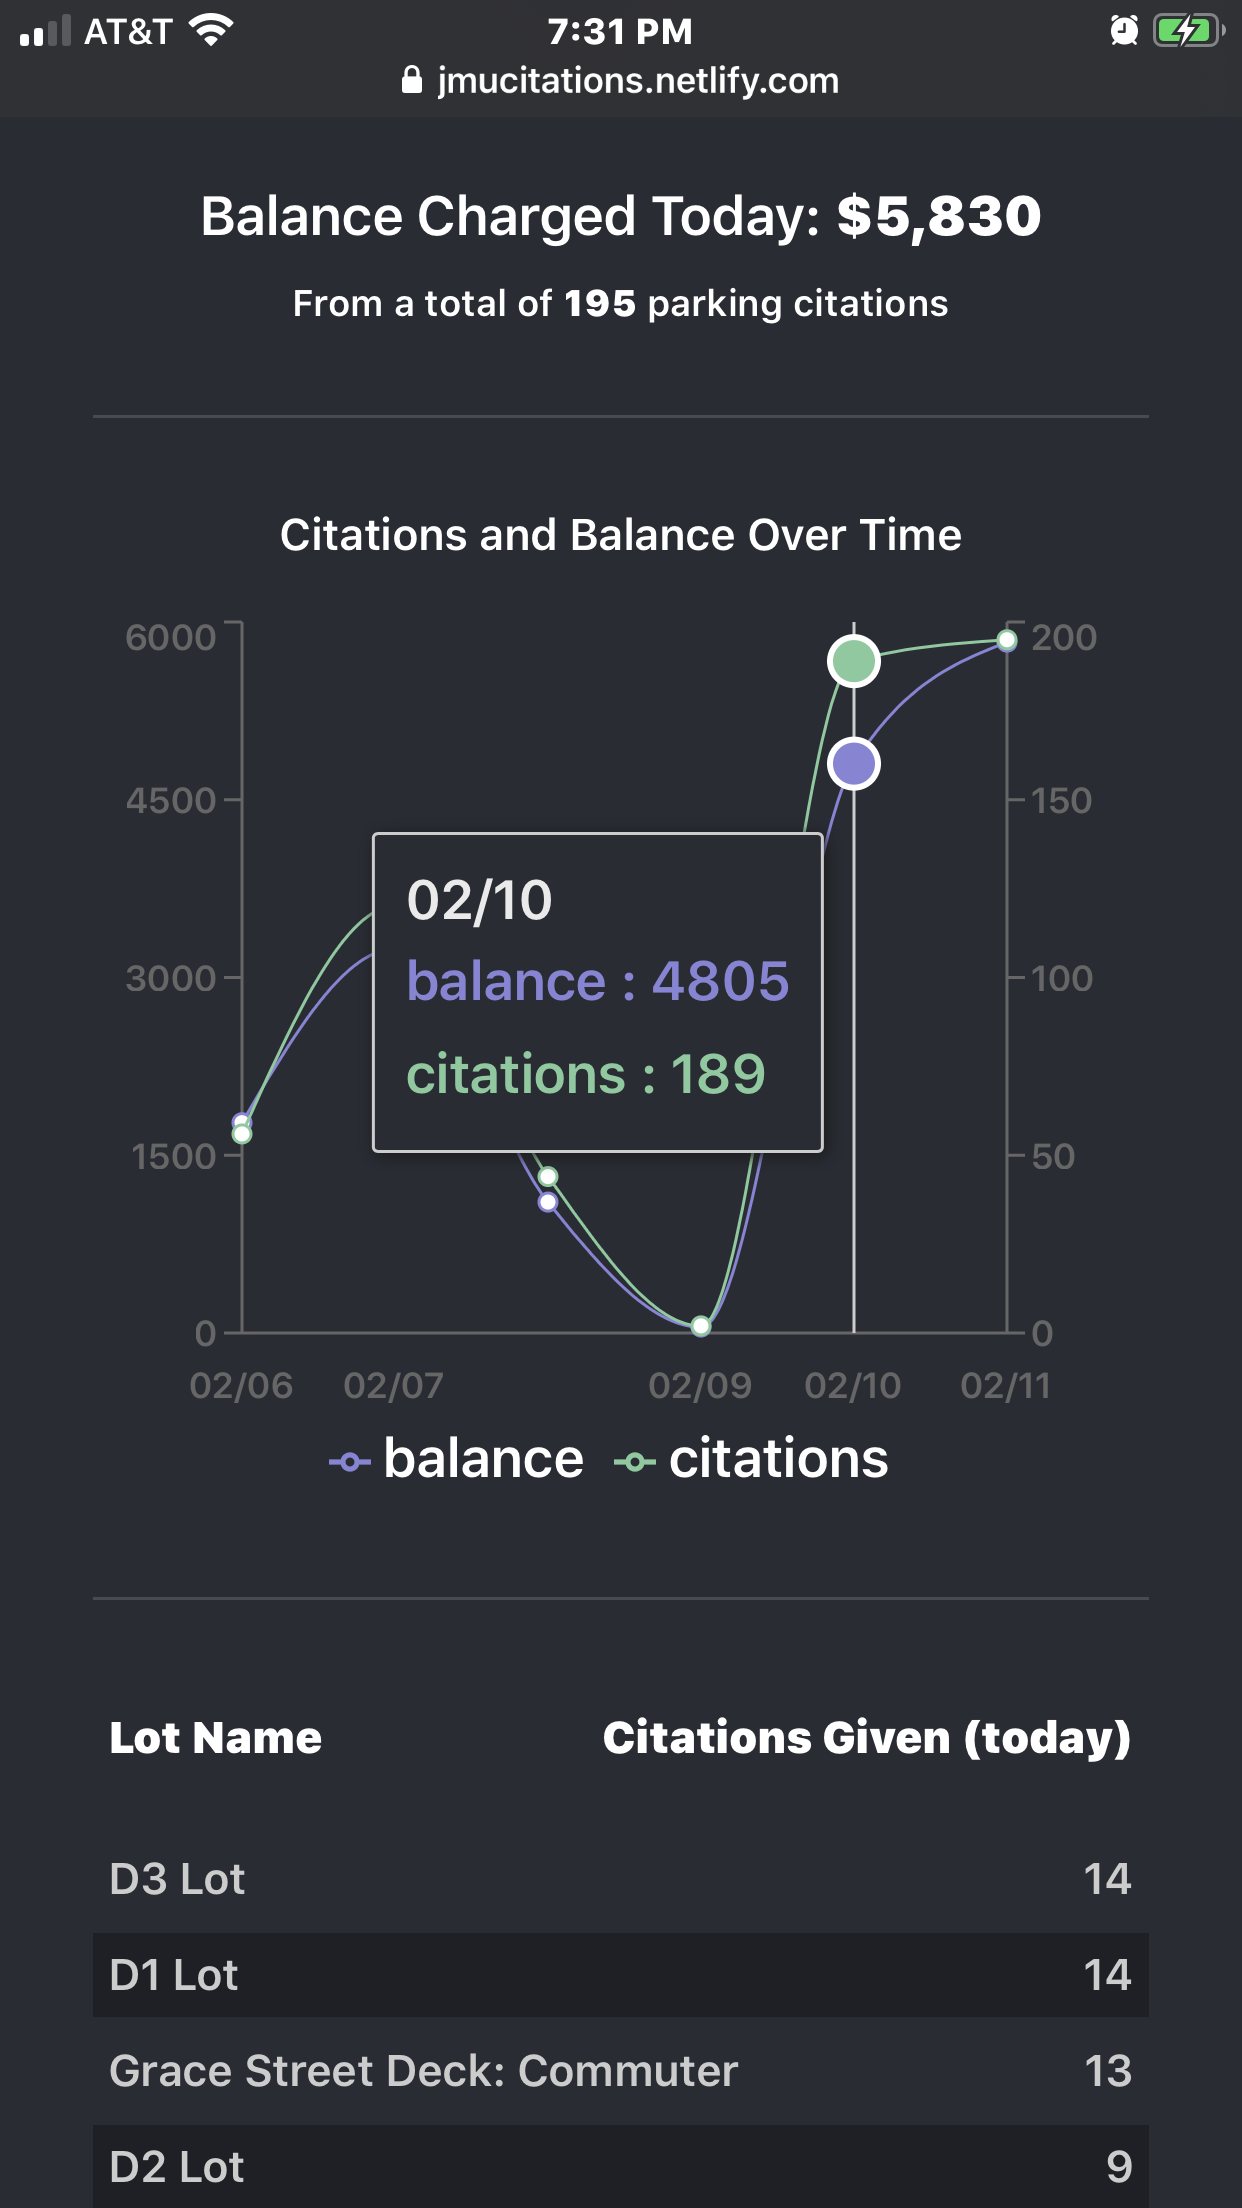 AT&T 7:31 PM
jmucitations.netlify.com
Balance Charged Today: $5,830
From a total of 195 parking citations
Citations and Balance Over Time
6000 200
4500 150
3000 100
1500 50
0 0
02/10
balance : 4805
citations : 189
02/06 02/07 02/09 02/10 02/11
balance citations
Lot Name Citations Given (today)
D3 Lot 14
D1 Lot 14
Grace Street Deck: Commuter 13
D2 Lot 9